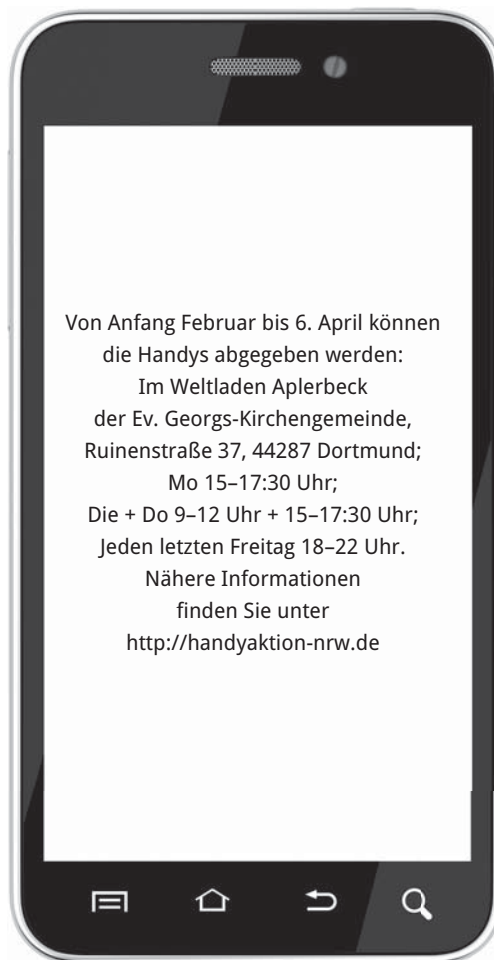 Von Anfang Februar bis 6. April können
die Handys abgegeben werden:
Im Weltladen Aplerbeck
der Ev. Georgs-Kirchengemeinde,
Ruinenstraße 37, 44287 Dortmund;
Mo 15–17:30 Uhr;
Die + Do 9–12 Uhr + 15–17:30 Uhr;
Jeden letzten Freitag 18–22 Uhr.
Nähere Informationen
finden Sie unter
http://handyaktion-nrw.de